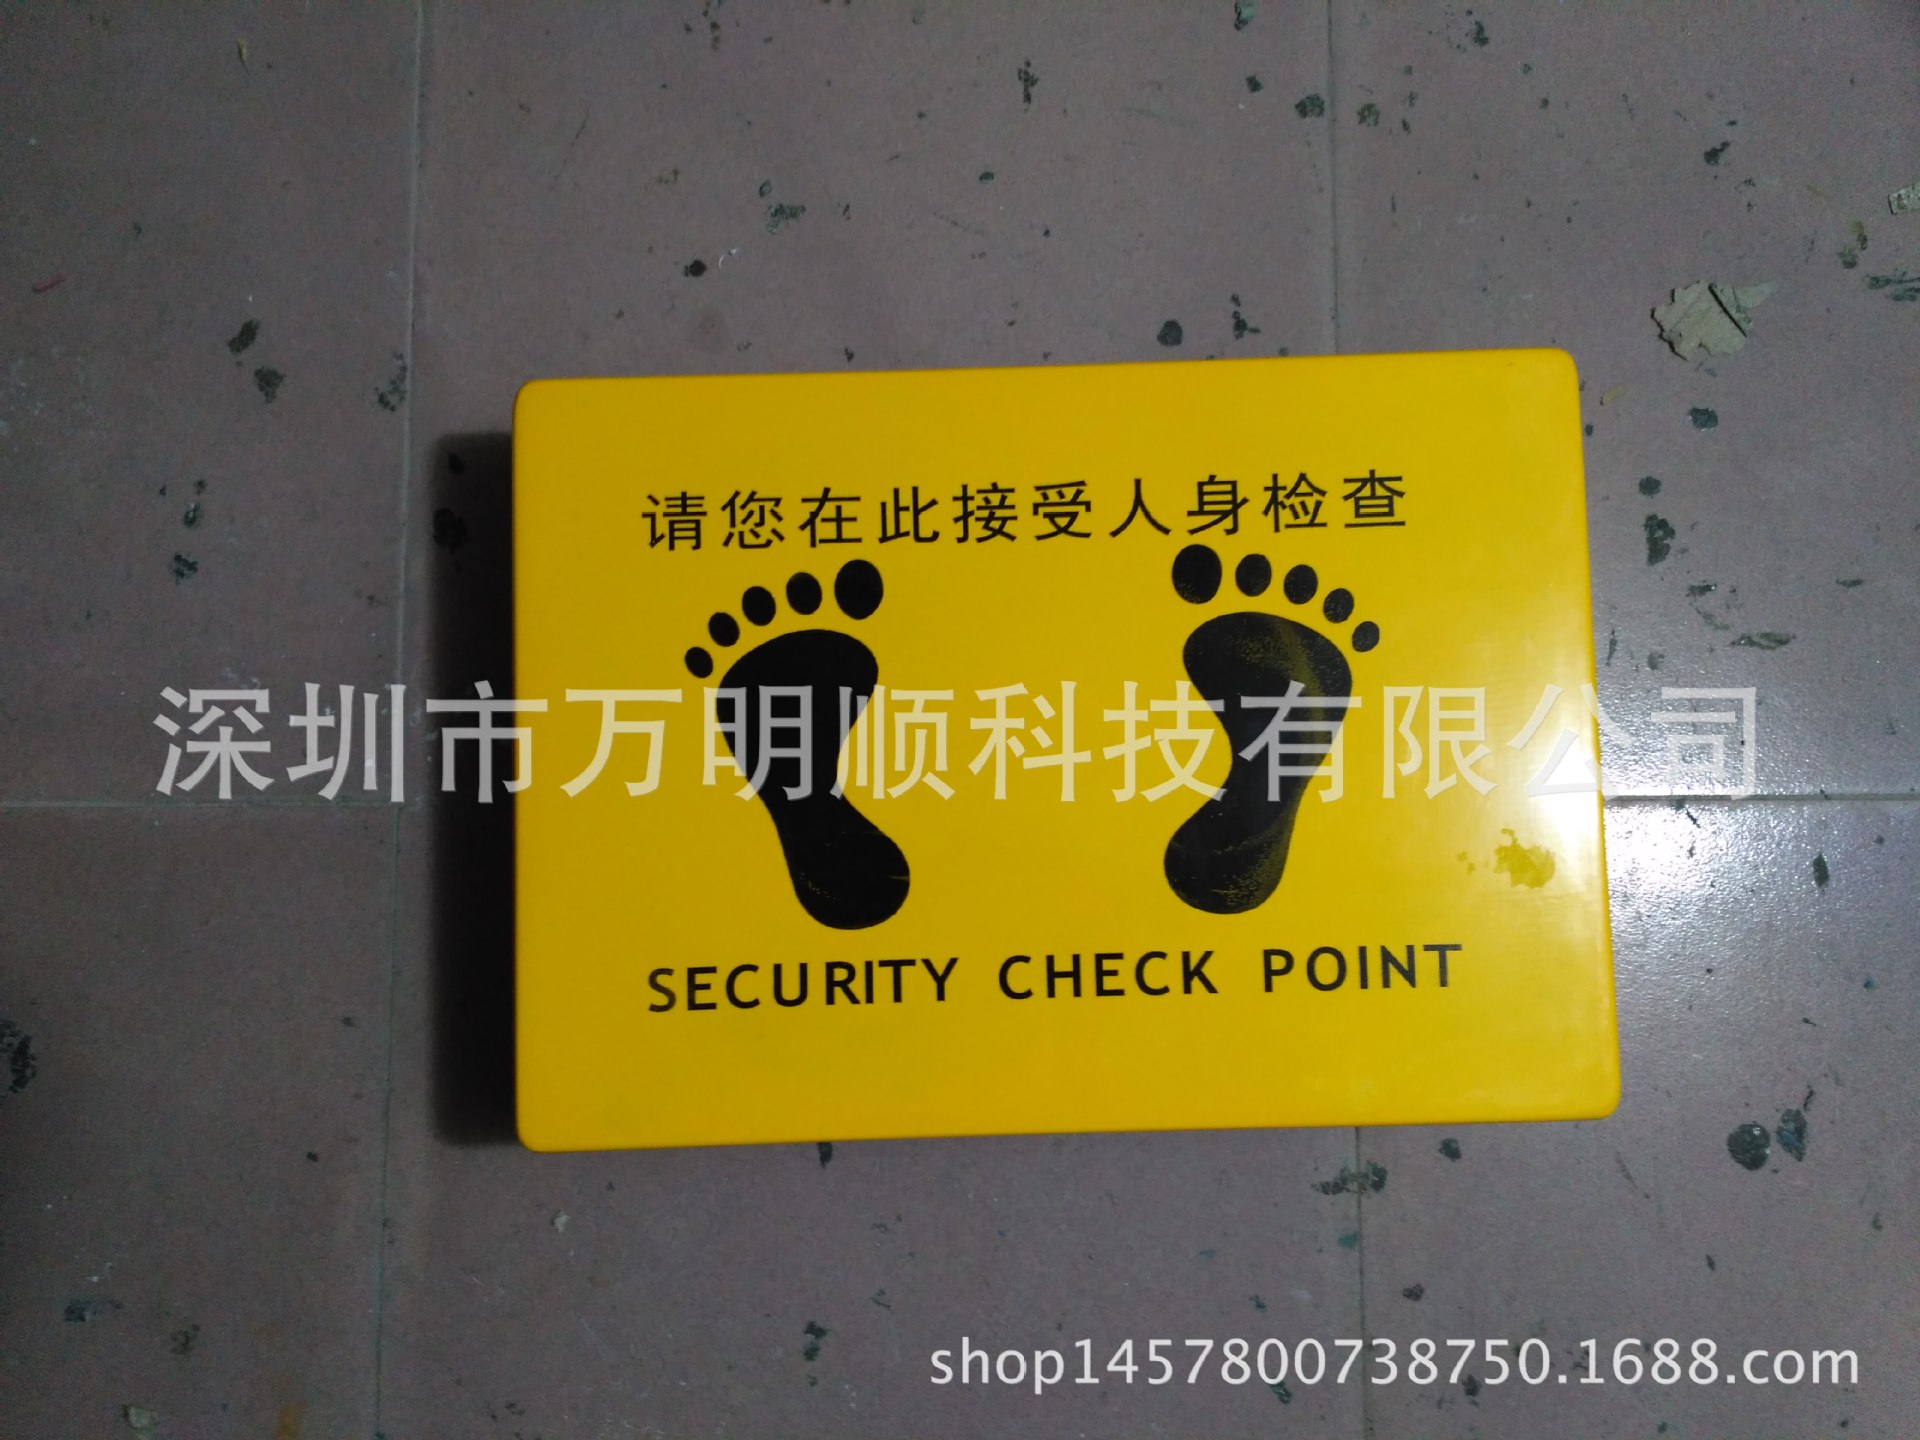 请您在此接受人身检查
深圳市万明顺科技有限公司
SECURITY CHECK POINT
shop1457800738750.1688.com